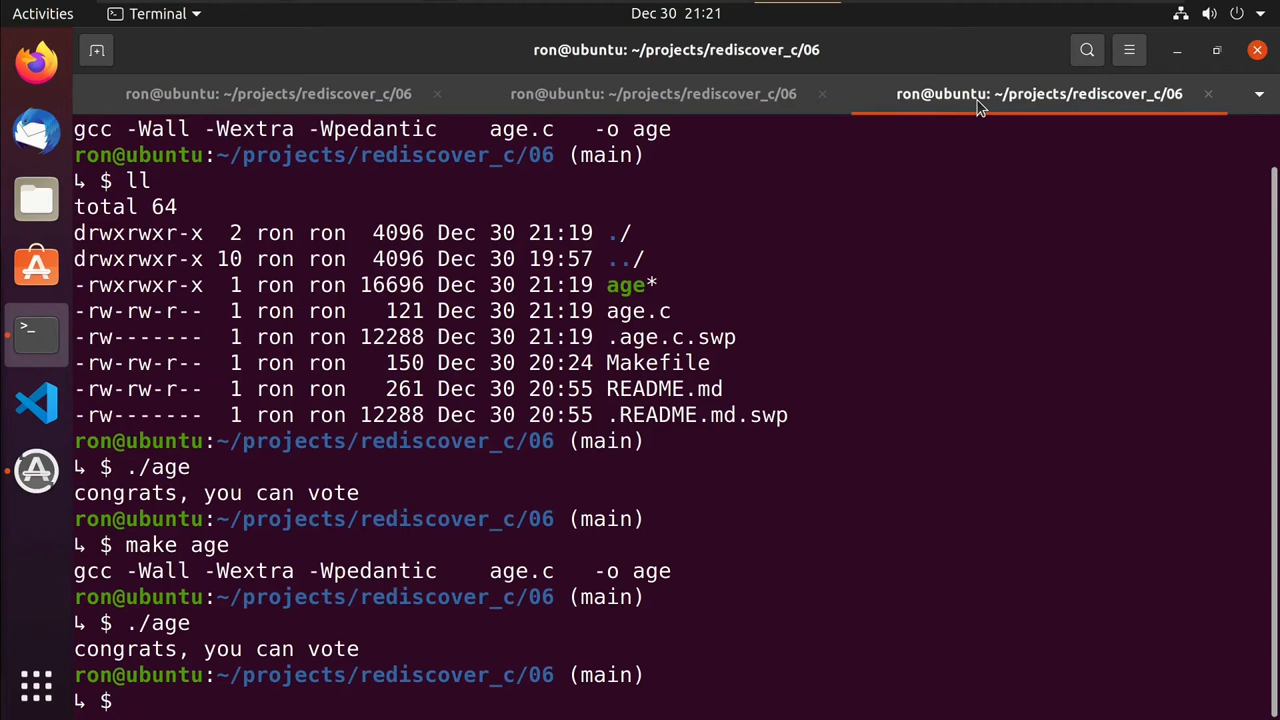 Activities Terminal Dec 30 21:21
ron@ubuntu: ~/projects/rediscover_c/06
ron@ubuntu: ~/projects/rediscover_c/06 × ron@ubuntu: ~/projects/rediscover_c/06 × ron@ubuntu: ~/projects/rediscover_c/06 ×
gcc -Wall -Wextra -Wpedantic    age.c   -o age
ron@ubuntu:~/projects/rediscover_c/06 (main)
↳ $ ll
total 64
drwxrwxr-x  2 ron ron  4096 Dec 30 21:19 ./
drwxrwxr-x 10 ron ron  4096 Dec 30 19:57 ../
-rwxrwxr-x  1 ron ron 16696 Dec 30 21:19 age*
-rw-rw-r--  1 ron ron   121 Dec 30 21:19 age.c
-rw-------  1 ron ron 12288 Dec 30 21:19 .age.c.swp
-rw-rw-r--  1 ron ron   150 Dec 30 20:24 Makefile
-rw-rw-r--  1 ron ron   261 Dec 30 20:55 README.md
-rw-------  1 ron ron 12288 Dec 30 20:55 .README.md.swp
ron@ubuntu:~/projects/rediscover_c/06 (main)
↳ $ ./age
congrats, you can vote
ron@ubuntu:~/projects/rediscover_c/06 (main)
↳ $ make age
gcc -Wall -Wextra -Wpedantic    age.c   -o age
ron@ubuntu:~/projects/rediscover_c/06 (main)
↳ $ ./age
congrats, you can vote
ron@ubuntu:~/projects/rediscover_c/06 (main)
↳ $